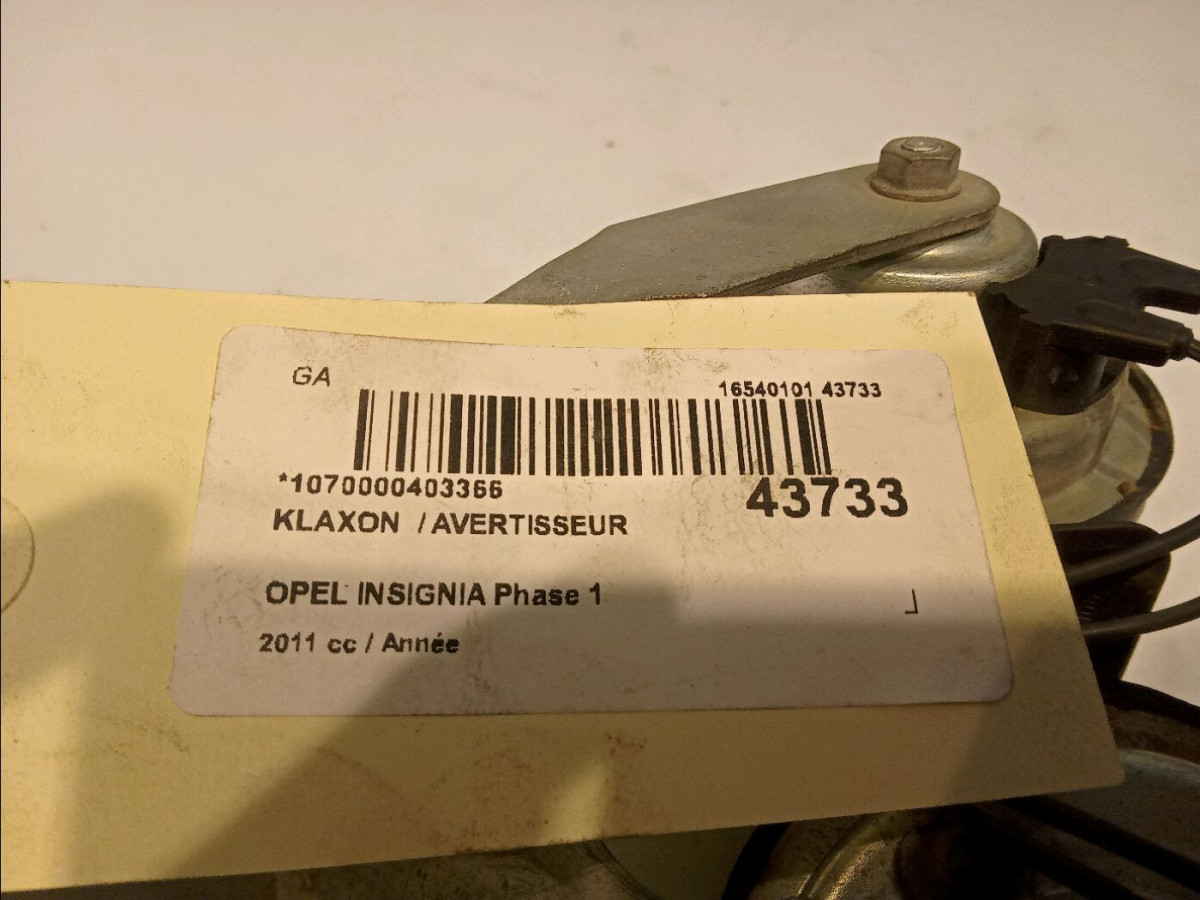 GA
16540101 43733
*1070000403366
43733
KLAXON / AVERTISSEUR
OPEL INSIGNIA Phase 1
2011 cc / Année